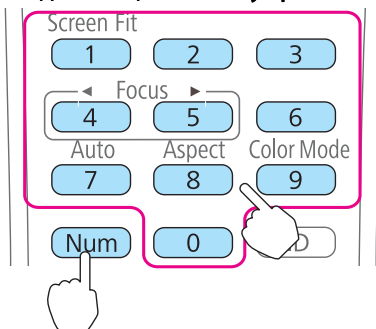 Screen Fit
1 2 3
◄ Focus ►
4 5 6
Auto Aspect Color Mode
7 8 9
Num 0